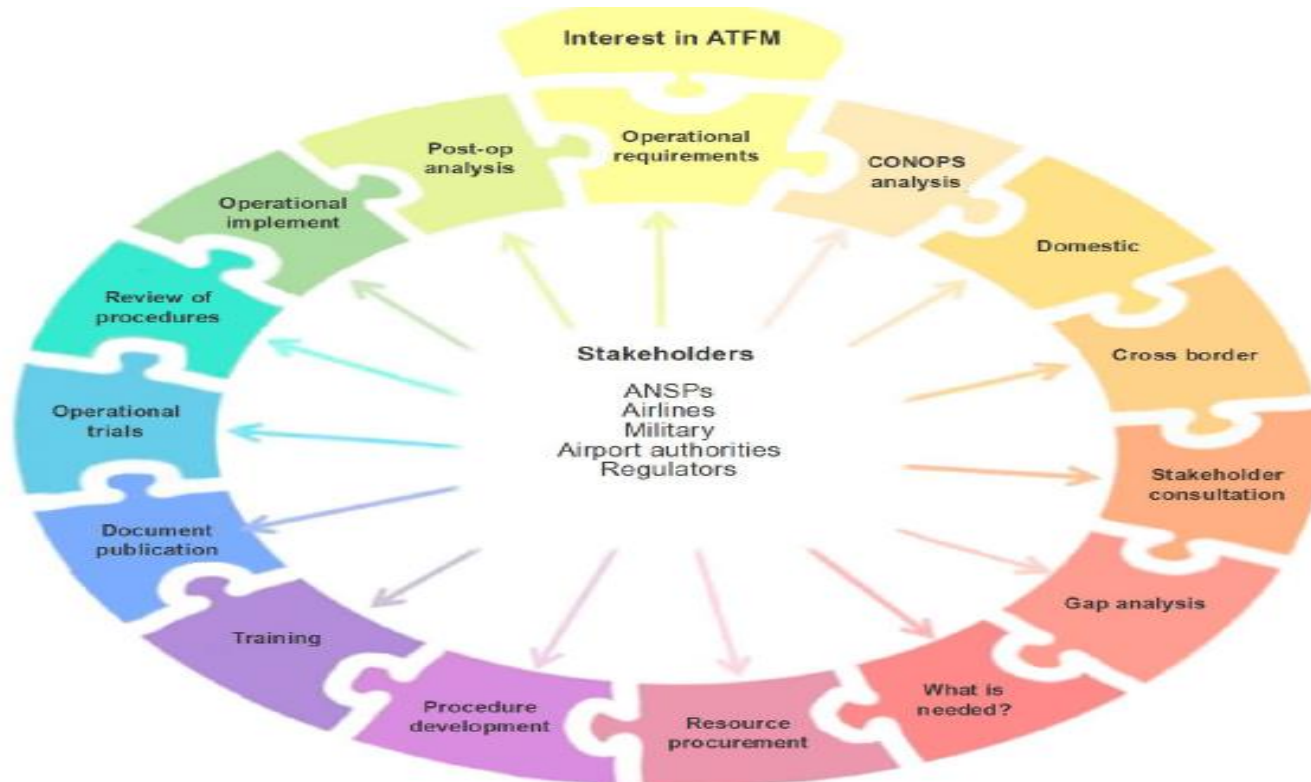 Interest in ATFM
Operational
requirements
CONOPS
analysis
Domestic
Cross border
Stakeholder
consultation
Gap analysis
What is
needed?
Resource
procurement
Procedure
development
Training
Document
publication
Operational
trials
Review of
procedures
Operational
implement
Post-op
analysis
Stakeholders
ANSPs
Airlines
Military
Airport authorities
Regulators